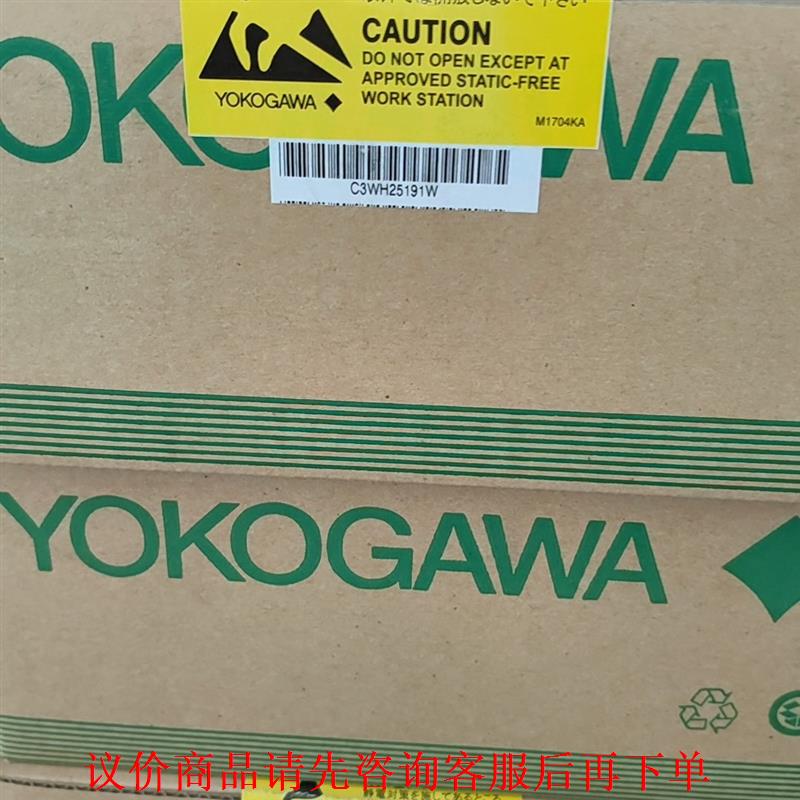 CAUTION
DO NOT OPEN EXCEPT AT
APPROVED STATIC-FREE
WORK STATION
YOKOGAWA
M1704KA
C3WH25191W
YOKOGAWA
议价商品请先咨询客服后再下单